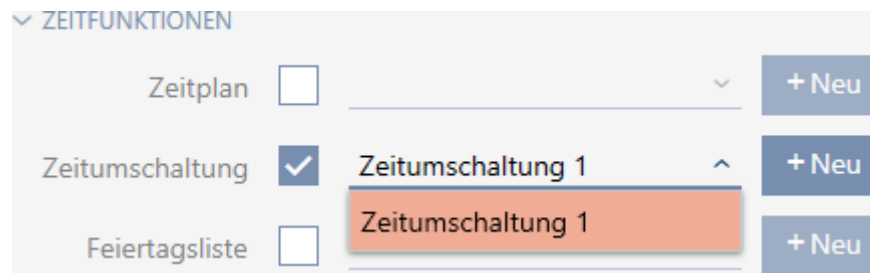 ZEITFUNKTIONEN
Zeitplan + Neu
Zeitumschaltung Zeitumschaltung 1 + Neu
Zeitumschaltung 1
Feiertagsliste + Neu